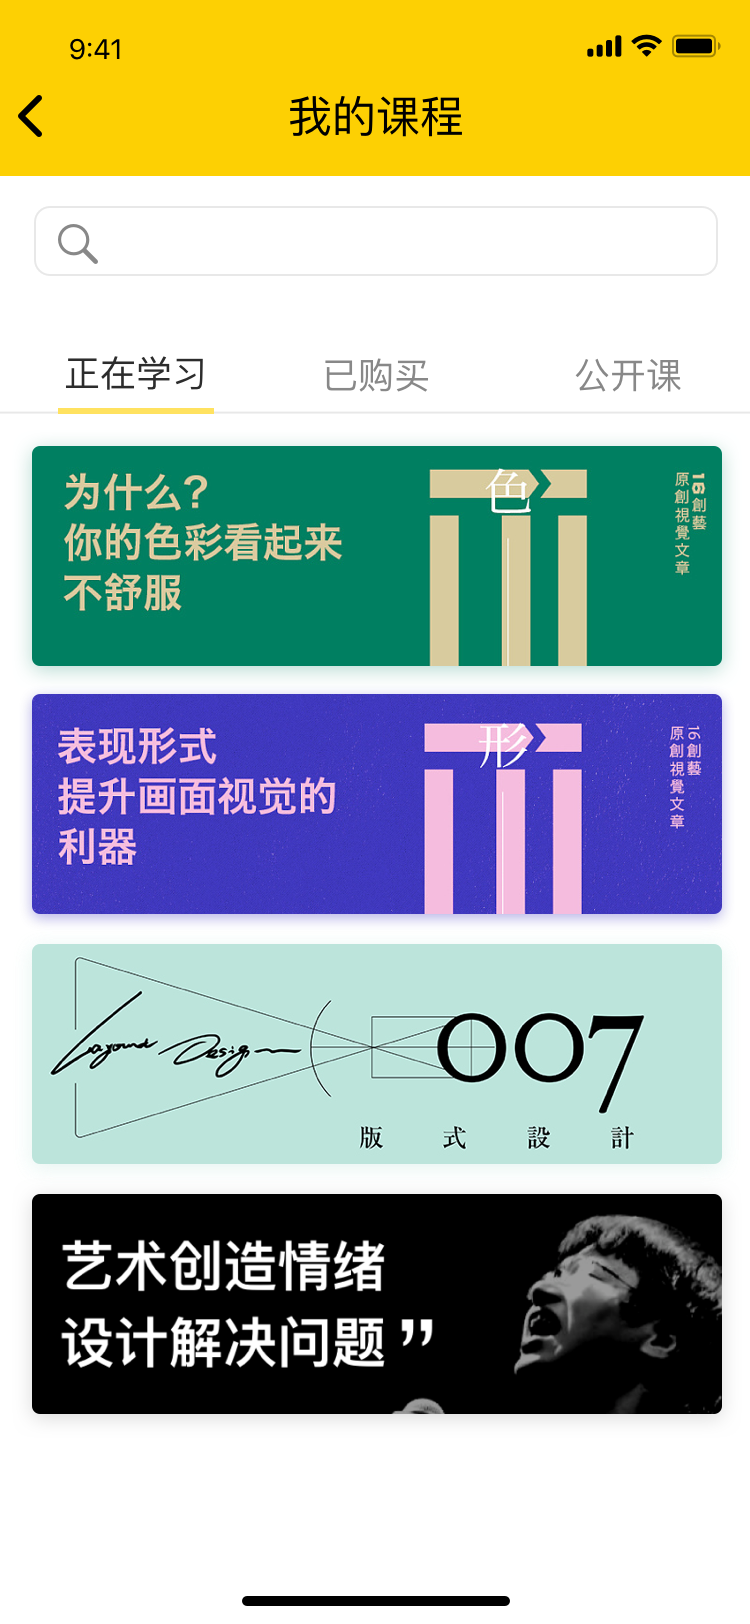 9:41
我的课程
正在学习
已购买
公开课
为什么？
你的色彩看起来
不舒服
色
16創藝
原創視覺文章
表现形式
提升画面视觉的
利器
形
16創藝
原創視覺文章
Layount Design
007
版式設計
艺术创造情绪
设计解决问题 ”